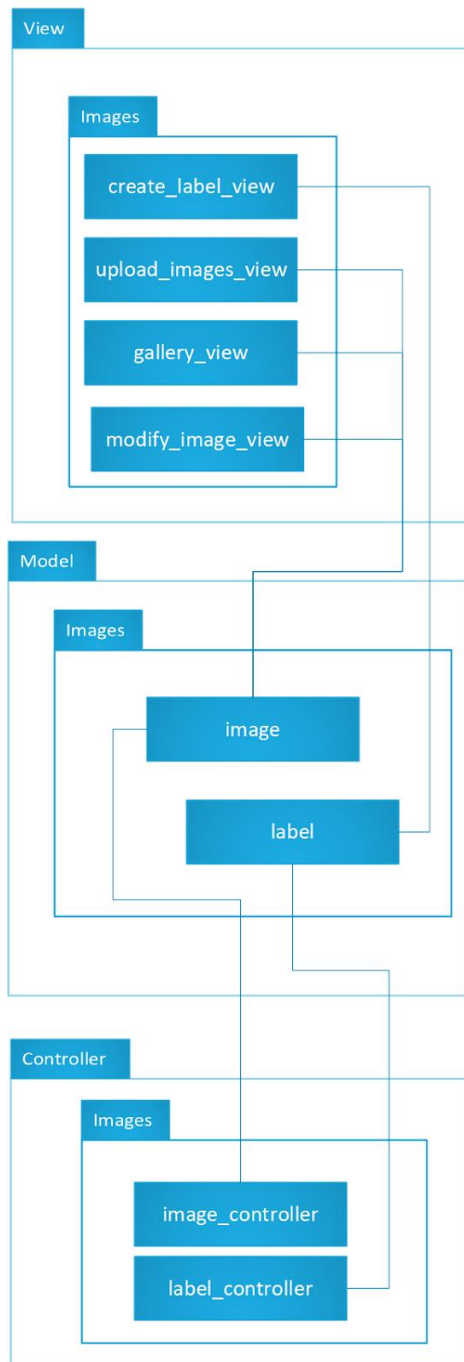 View
Images
create_label_view
upload_images_view
gallery_view
modify_image_view
Model
Images
image
label
Controller
Images
image_controller
label_controller